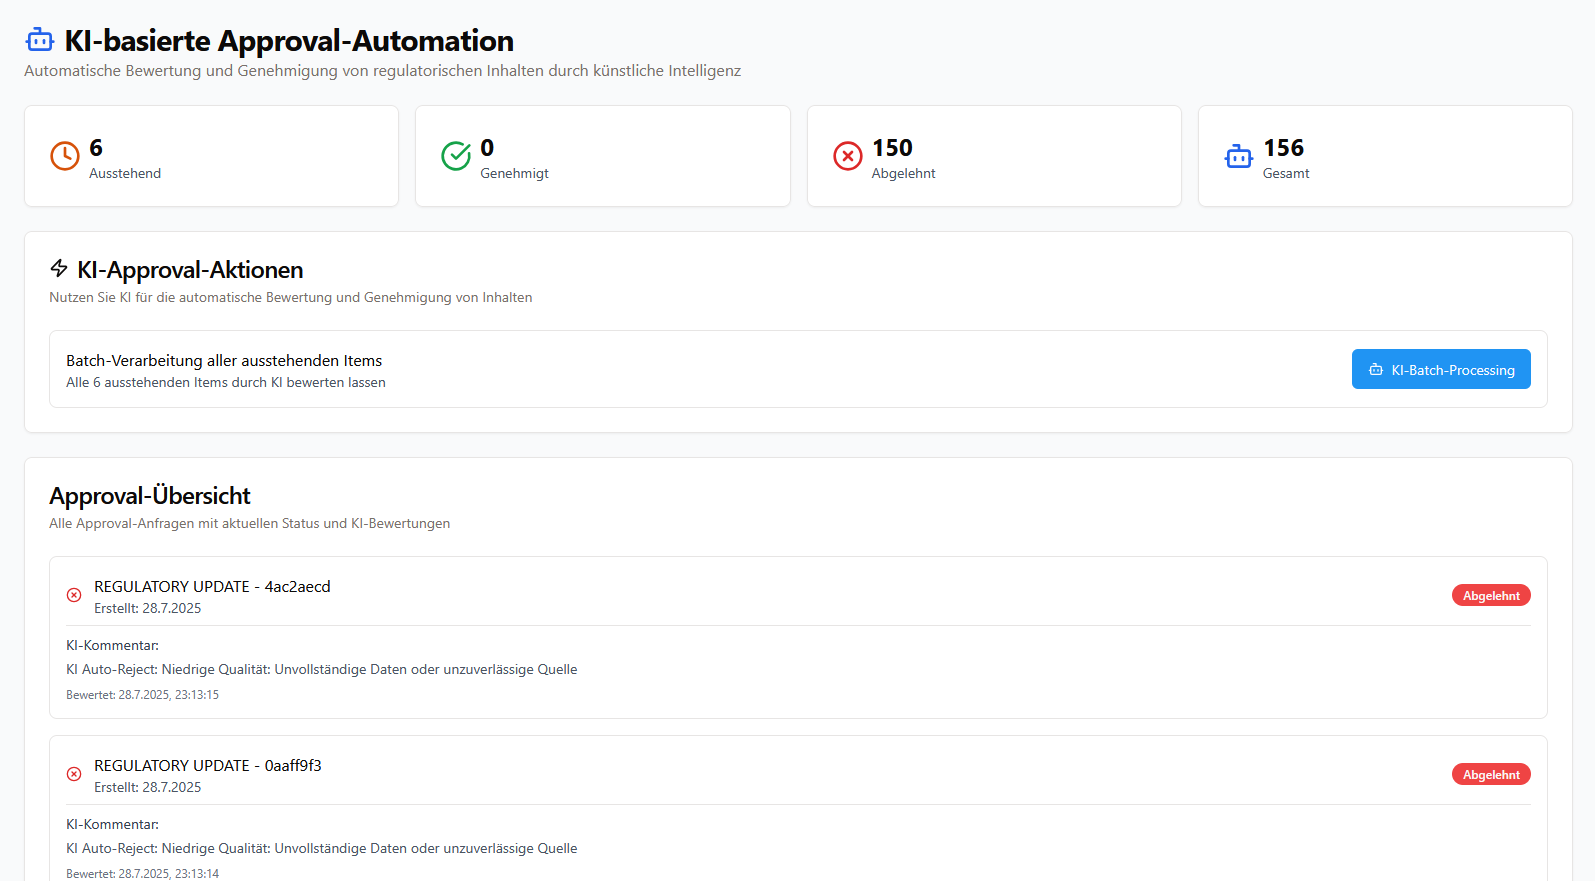 KI-basierte Approval-Automation
Automatische Bewertung und Genehmigung von regulatorischen Inhalten durch künstliche Intelligenz
6
Ausstehend
0
Genehmigt
150
Abgelehnt
156
Gesamt
KI-Approval-Aktionen
Nutzen Sie KI für die automatische Bewertung und Genehmigung von Inhalten
Batch-Verarbeitung aller ausstehenden Items
Alle 6 ausstehenden Items durch KI bewerten lassen
KI-Batch-Processing
Approval-Übersicht
Alle Approval-Anfragen mit aktuellen Status und KI-Bewertungen
REGULATORY UPDATE - 4ac2aecd
Erstellt: 28.7.2025
Abgelehnt
KI-Kommentar:
KI Auto-Reject: Niedrige Qualität: Unvollständige Daten oder unzuverlässige Quelle
Bewertet: 28.7.2025, 23:13:15
REGULATORY UPDATE - 0aaff9f3
Erstellt: 28.7.2025
Abgelehnt
KI-Kommentar:
KI Auto-Reject: Niedrige Qualität: Unvollständige Daten oder unzuverlässige Quelle
Bewertet: 28.7.2025, 23:13:14